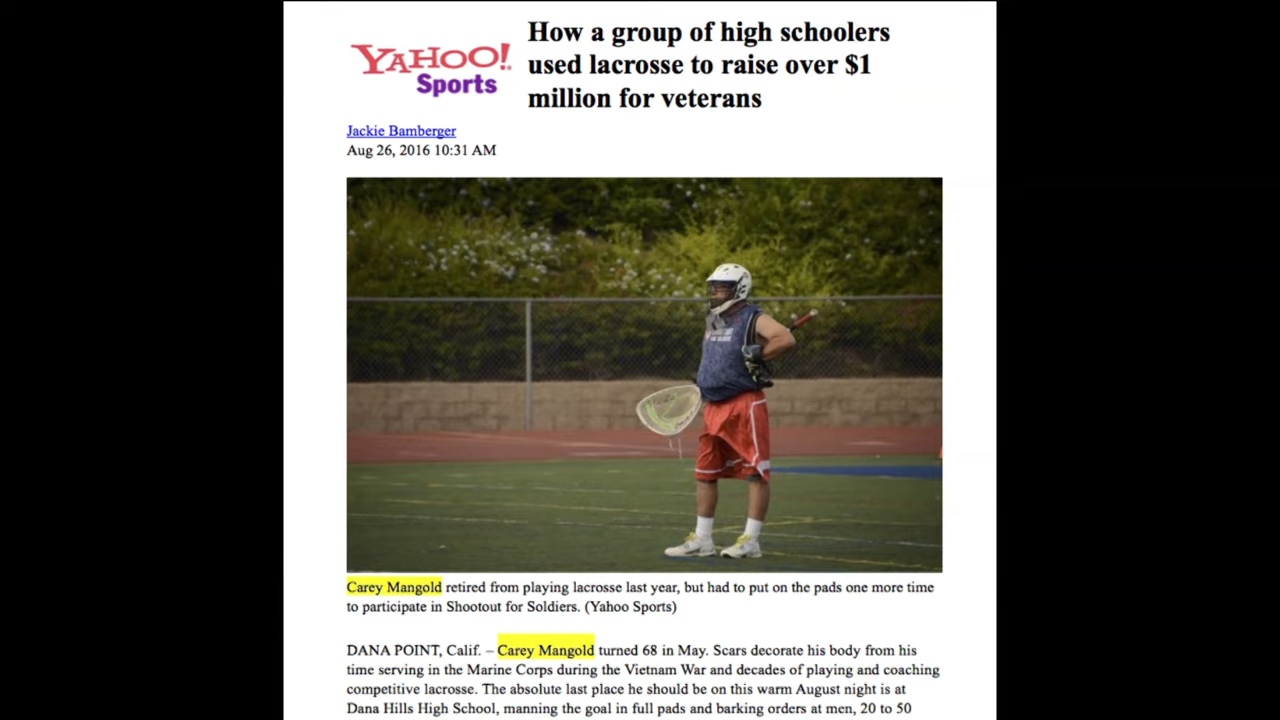 YAHOO!
Sports
How a group of high schoolers
used lacrosse to raise over $1
million for veterans
Jackie Bamberger
Aug 26, 2016 10:31 AM
Carey Mangold retired from playing lacrosse last year, but had to put on the pads one more time
to participate in Shootout for Soldiers. (Yahoo Sports)
DANA POINT, Calif. – Carey Mangold turned 68 in May. Scars decorate his body from his
time serving in the Marine Corps during the Vietnam War and decades of playing and coaching
competitive lacrosse. The absolute last place he should be on this warm August night is at
Dana Hills High School, manning the goal in full pads and barking orders at men, 20 to 50